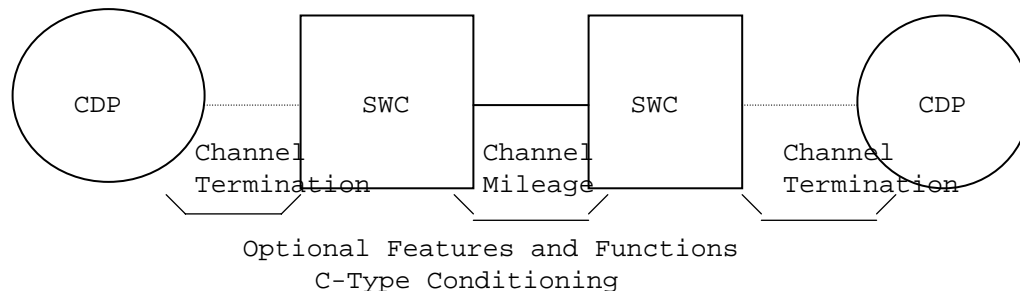 CDP SWC SWC CDP
Channel Termination
Channel Mileage
Channel Termination
Optional Features and Functions
C-Type Conditioning